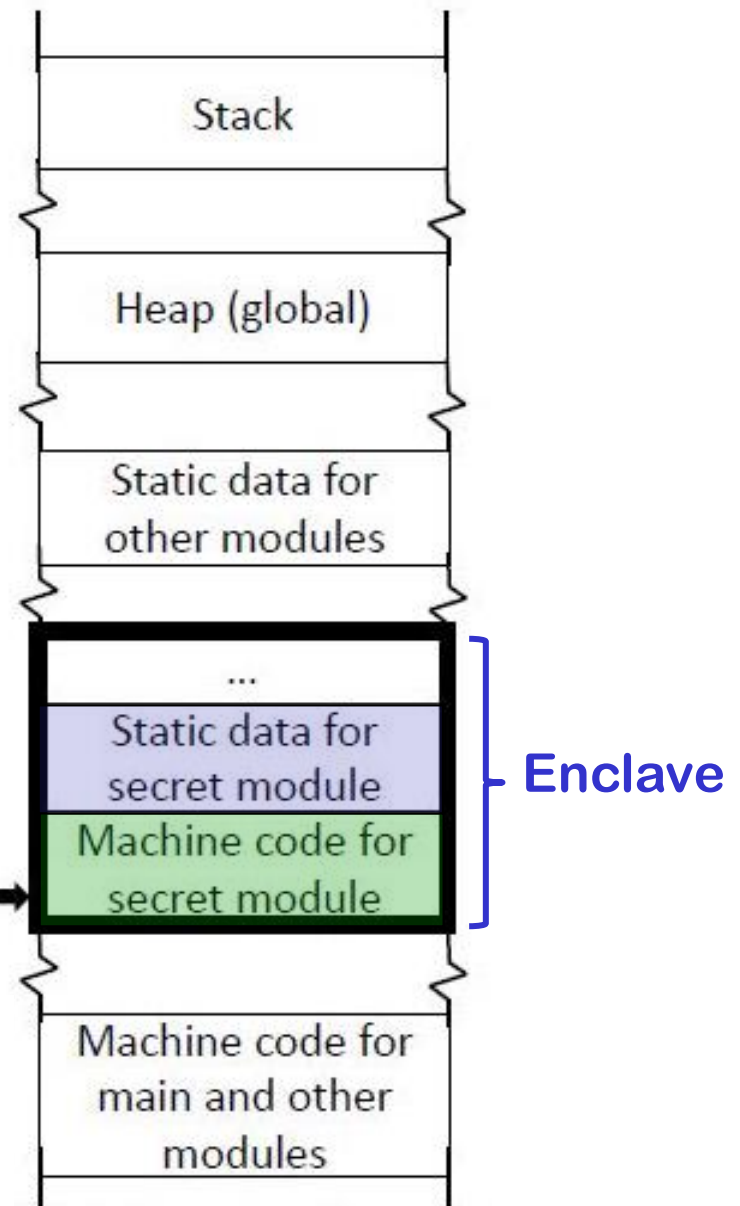 Stack
Heap (global)
Static data for
other modules
...
Static data for
secret module
Enclave
Machine code for
secret module
Machine code for
main and other
modules